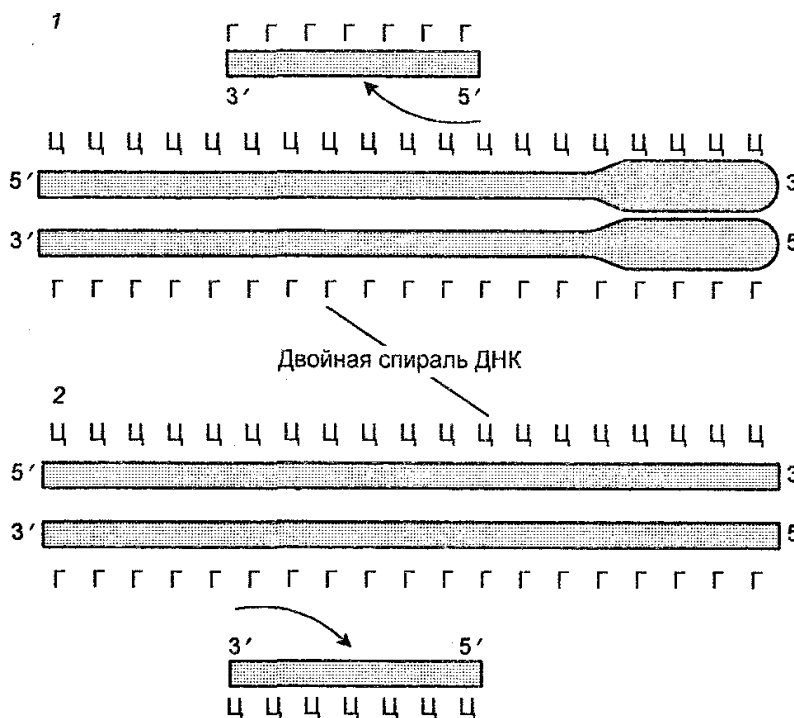 1
Г Г Г Г Г Г Г
3′ 5′
Ц Ц Ц Ц Ц Ц Ц Ц Ц Ц Ц Ц Ц Ц Ц Ц Ц Ц Ц
5′ 3
3′ 5
Г Г Г Г Г Г Г Г Г Г Г Г Г Г Г Г Г Г Г
Двойная спираль ДНК
2
Ц Ц Ц Ц Ц Ц Ц Ц Ц Ц Ц Ц Ц Ц Ц Ц Ц Ц Ц
5′ 3
3′ 5
Г Г Г Г Г Г Г Г Г Г Г Г Г Г Г Г Г Г Г
3′ 5′
Ц Ц Ц Ц Ц Ц Ц